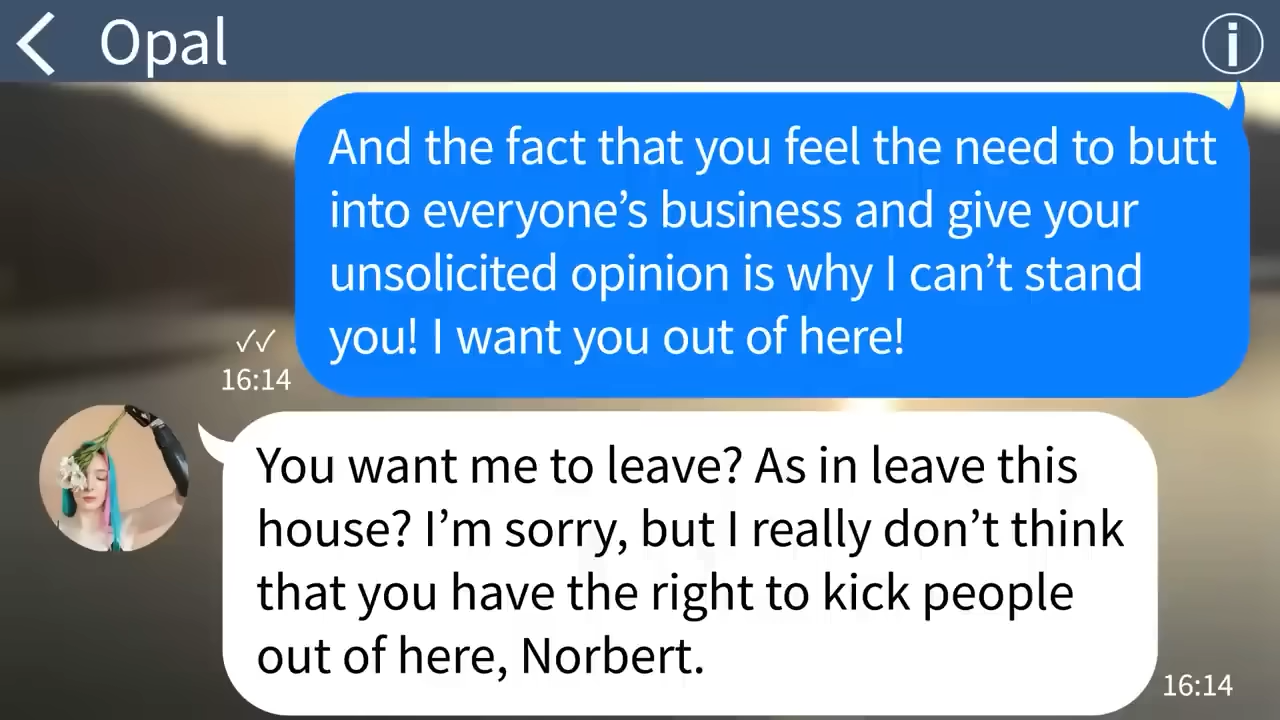 Opal
And the fact that you feel the need to butt
into everyone’s business and give your
unsolicited opinion is why I can’t stand
you! I want you out of here!
16:14
You want me to leave? As in leave this
house? I’m sorry, but I really don’t think
that you have the right to kick people
out of here, Norbert.
16:14